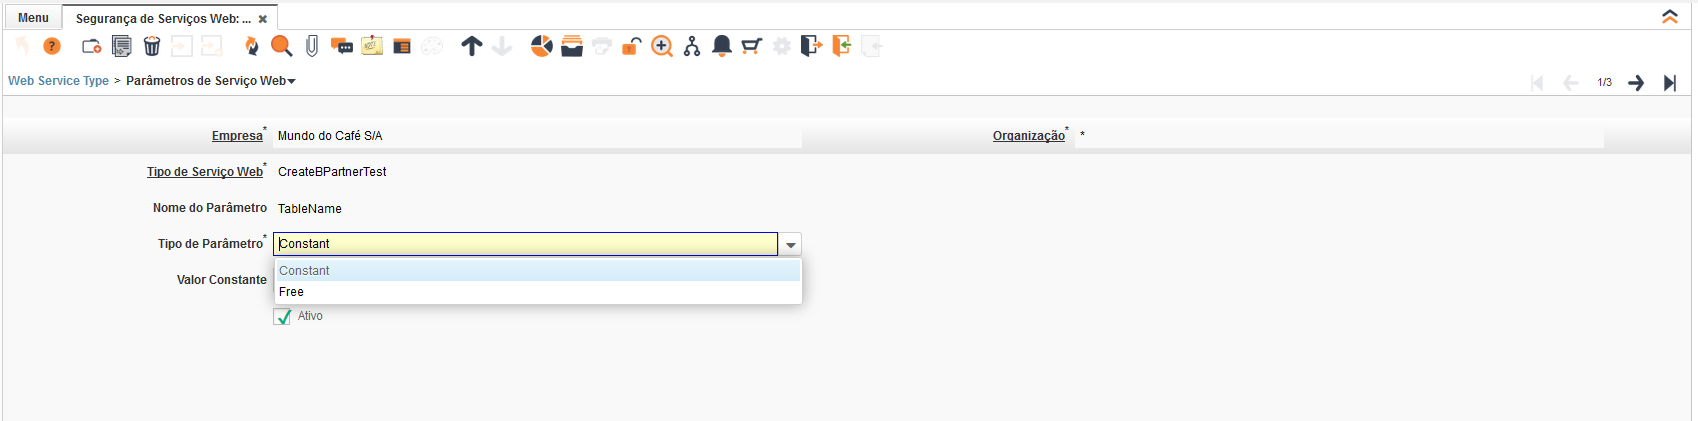 Menu
Segurança de Serviços Web: ...
Web Service Type > Parâmetros de Serviço Web
1/3
Empresa* Mundo do Café S/A
Organização* *
Tipo de Serviço Web* CreateBPartnerTest
Nome do Parâmetro TableName
Tipo de Parâmetro* Constant
Constant
Valor Constante
Free
Ativo